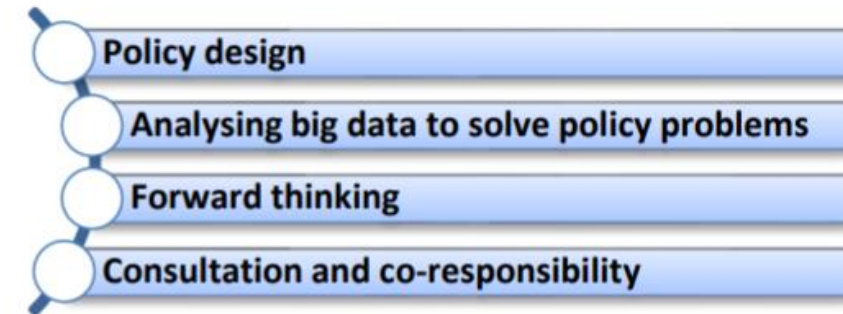 Policy design
Analysing big data to solve policy problems
Forward thinking
Consultation and co-responsibility